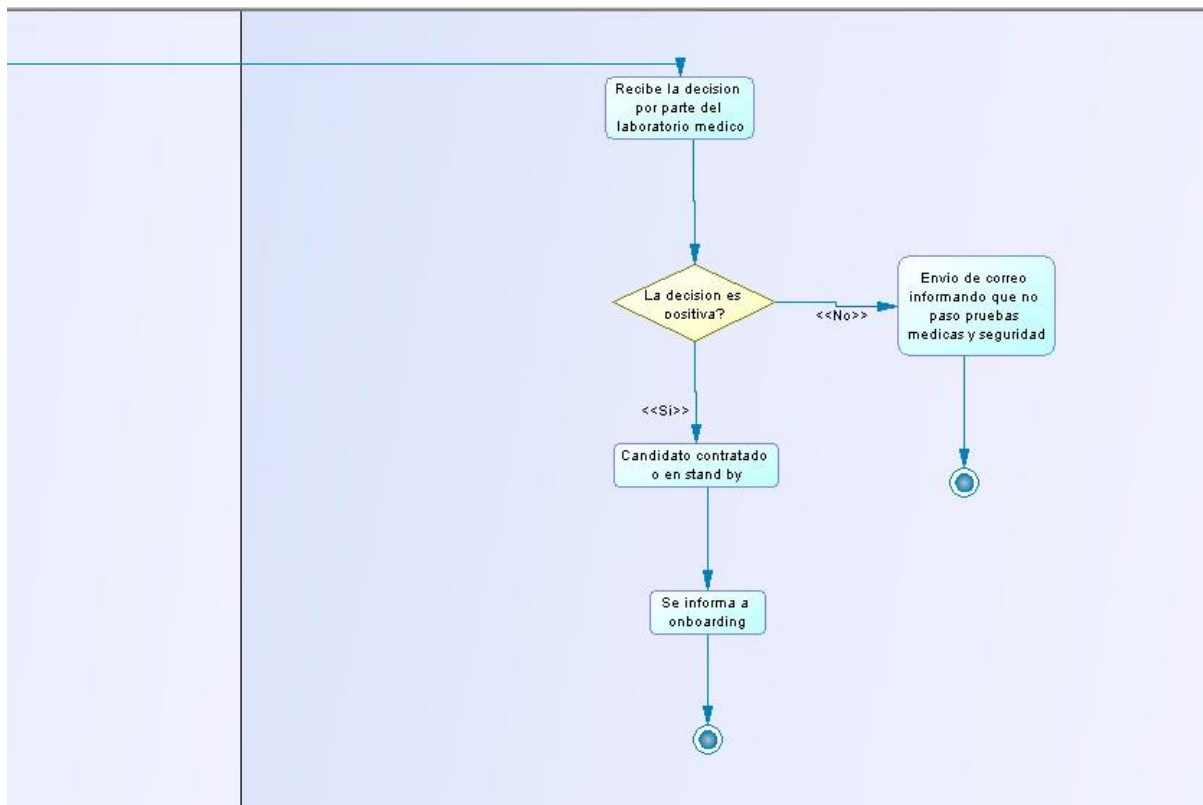 Recibe la decision
por parte del
laboratorio medico
La decision es
positiva?
<<No>>
Envio de correo
informando que no
paso pruebas
medicas y seguridad
<<Si>>
Candidato contratado
o en stand by
Se informa a
onboarding